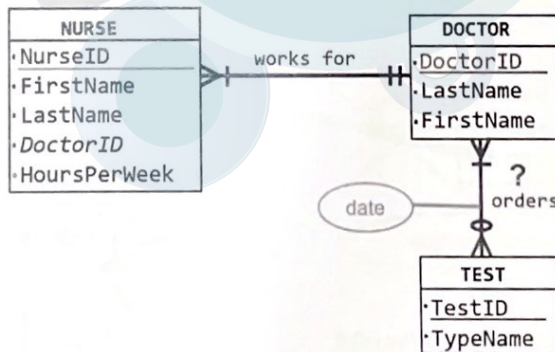 NURSE
·NurseID
·FirstName
·LastName
·DoctorID
·HoursPerWeek
works for
DOCTOR
·DoctorID
·LastName
·FirstName
?
orders
date
TEST
·TestID
·TypeName